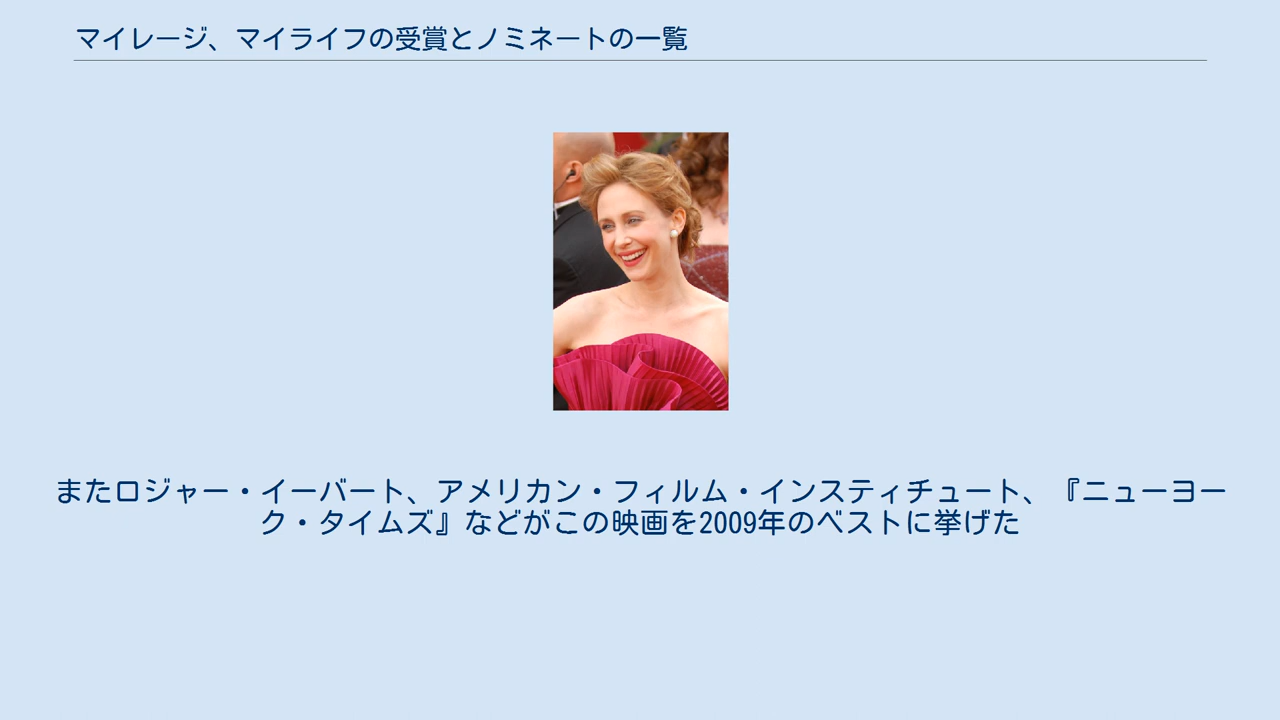 マイレージ、マイライフの受賞とノミネートの一覧
またロジャー・イーバート、アメリカン・フィルム・インスティチュート、『ニューヨー
ク・タイムズ』などがこの映画を2009年のベストに挙げた